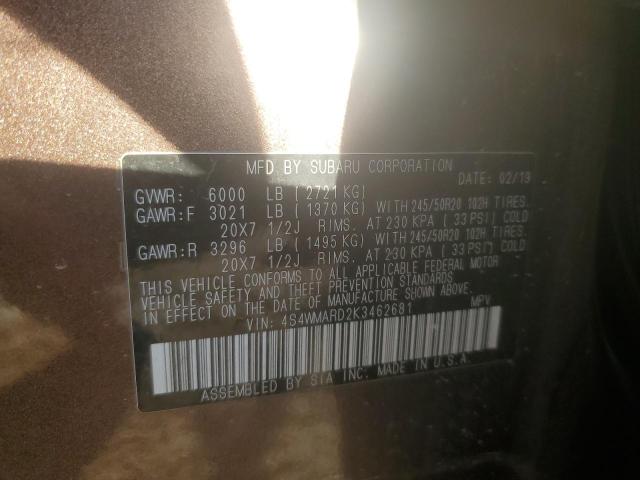 MFD BY SUBARU CORPORATION
DATE: 02/19
GVWR: 6000 LB ( 2721 KG)
GAWR:F 3021 LB ( 1370 KG) WITH 245/50R20 102H TIRES.
20X7 1/2J RIMS. AT 230 KPA ( 33 PSI) COLD
GAWR:R 3296 LB ( 1495 KG) WITH 245/50R20 102H TIRES.
20X7 1/2J RIMS. AT 230 KPA ( 33 PSI) COLD
THIS VEHICLE CONFORMS TO ALL APPLICABLE FEDERAL MOTOR
VEHICLE SAFETY AND THEFT PREVENTION STANDARDS
IN EFFECT ON THE DATE OF MANUFACTURE SHOWN ABOVE.
VIN: 4S4WMARD2K3462681 MPV
ASSEMBLED BY SIA INC. MADE IN U.S.A.